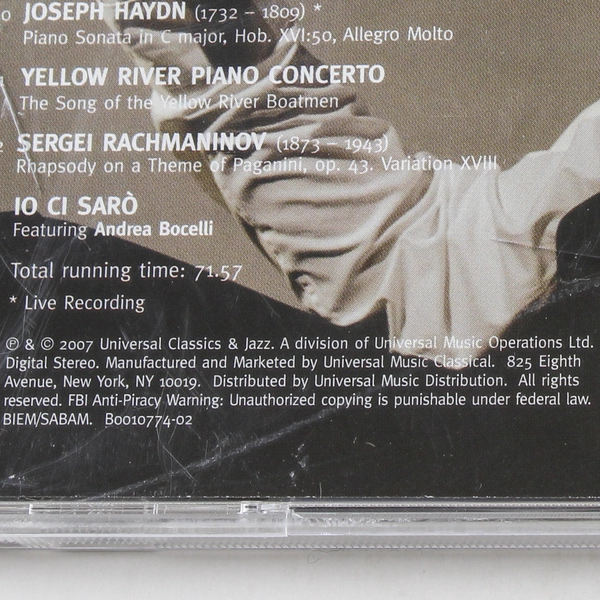 0 JOSEPH HAYDN (1732 – 1809) *
Piano Sonata in C major, Hob. XVI:50, Allegro Molto
1 YELLOW RIVER PIANO CONCERTO
The Song of the Yellow River Boatmen
2 SERGEI RACHMANINOV (1873 – 1943)
Rhapsody on a Theme of Paganini, op. 43. Variation XVIII
IO CI SARÒ
Featuring Andrea Bocelli
Total running time: 71.57
* Live Recording
℗ & © 2007 Universal Classics & Jazz. A division of Universal Music Operations Ltd.
Digital Stereo. Manufactured and Marketed by Universal Music Classical. 825 Eighth
Avenue, New York, NY 10019. Distributed by Universal Music Distribution. All rights
reserved. FBI Anti-Piracy Warning: Unauthorized copying is punishable under federal law.
BIEM/SABAM. B0010774-02